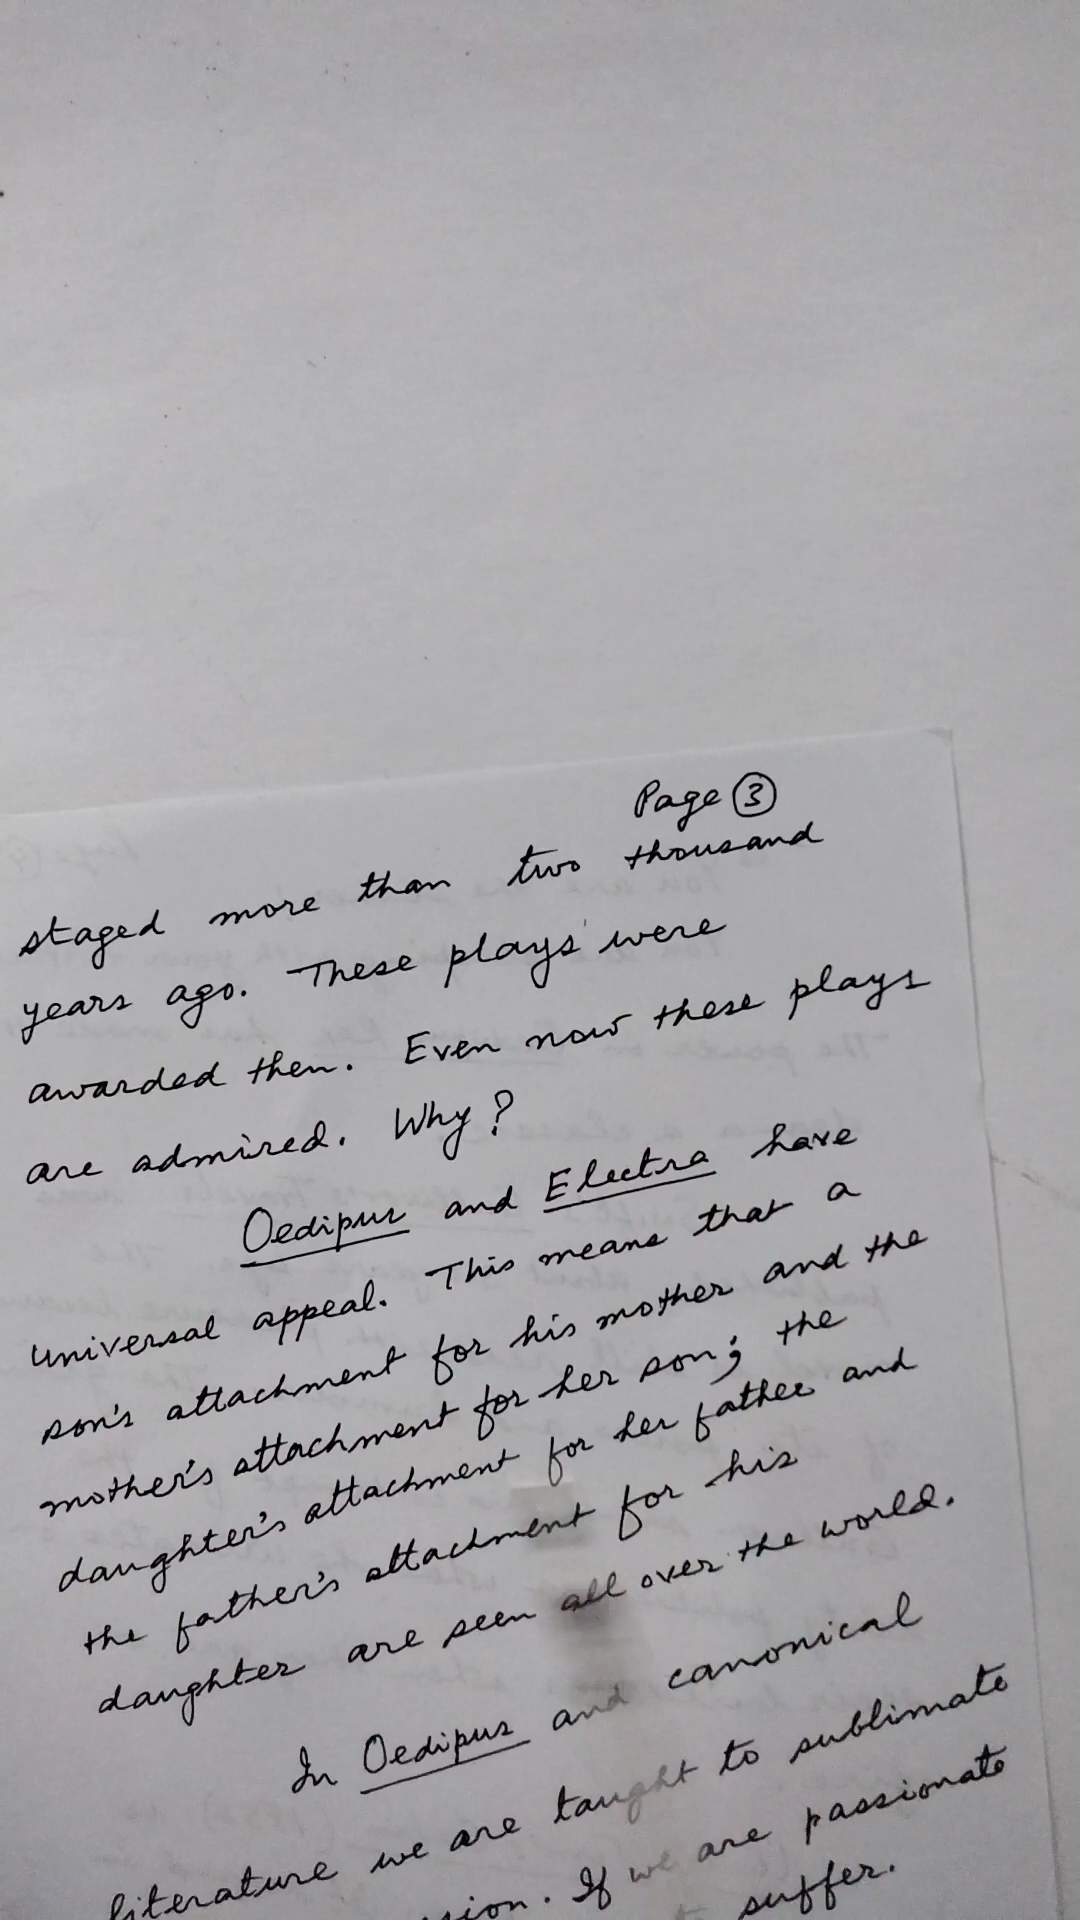 Page ③
staged more than two thousand
years ago. These plays were
awarded then. Even now these plays
are admired. Why?
Oedipus and Electra have
universal appeal. This means that a
son's attachment for his mother and the
mother's attachment for her son; the
daughter's attachment for her father and
the father's attachment for his
daughter are seen all over the world.
In Oedipus and canonical
literature we are taught to sublimate
If we are passionate
suffer.